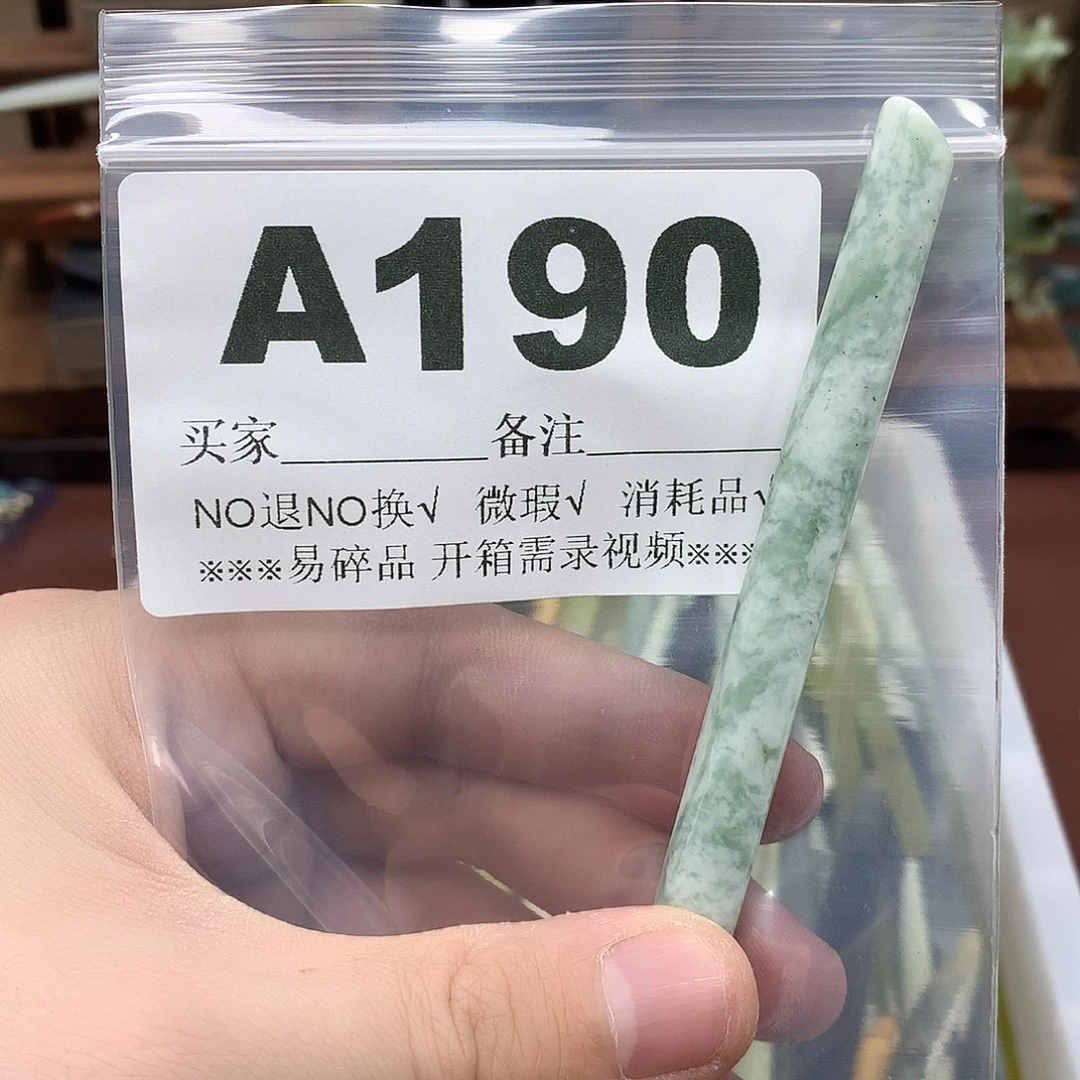 A190
买家________备注________
NO退NO换√ 微瑕√ 消耗品√
※※※易碎品 开箱需录视频※※※